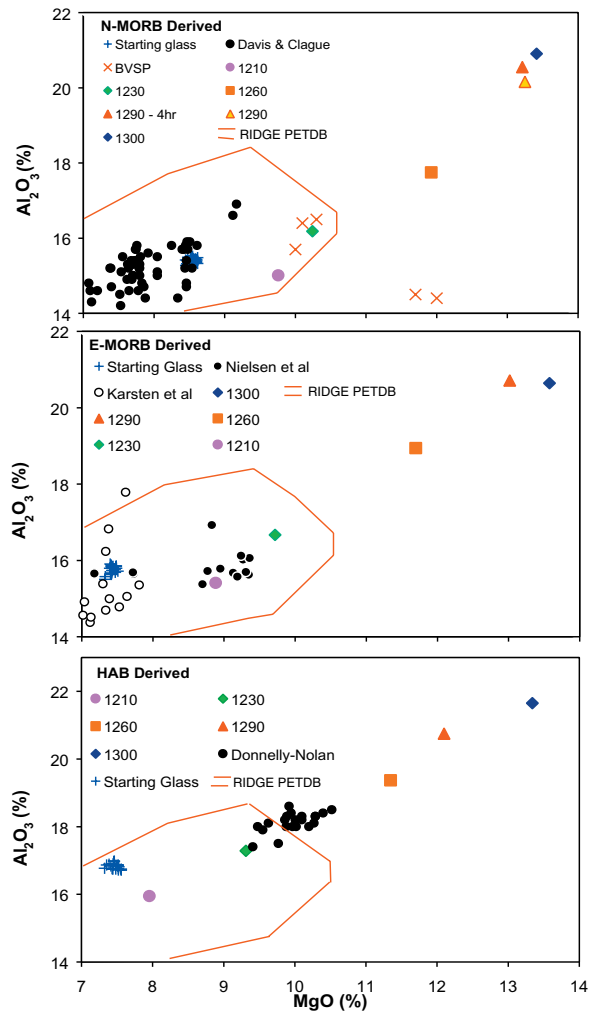 N-MORB Derived
Starting glass Davis & Clague
BVSP 1210
1230 1260
1290 - 4hr 1290
1300 RIDGE PETDB
22
20
18
16
14
Al2O3 (%)
E-MORB Derived
Starting Glass Nielsen et al
Karsten et al 1300 RIDGE PETDB
1290 1260
1230 1210
22
20
18
16
14
Al2O3 (%)
HAB Derived
1210 1230
1260 1290
1300 Donnelly-Nolan
Starting Glass RIDGE PETDB
22
20
18
16
14
Al2O3 (%)
7 8 9 10 11 12 13 14
MgO (%)